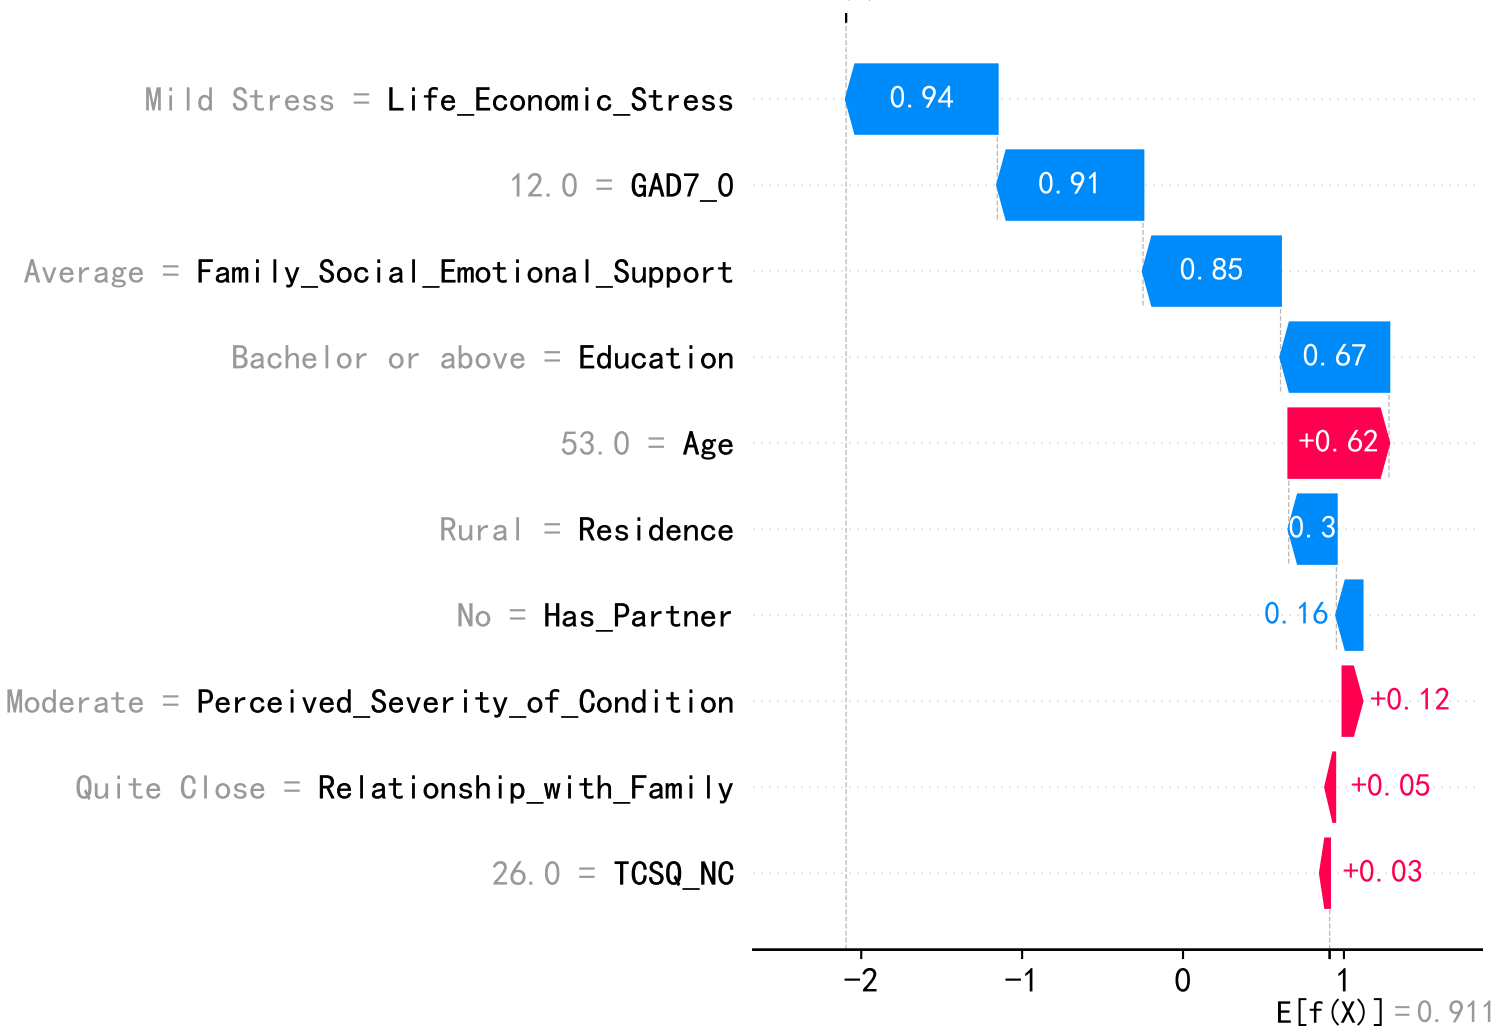 Mild Stress = Life_Economic_Stress
0.94
12.0 = GAD7_0
0.91
Average = Family_Social_Emotional_Support
0.85
Bachelor or above = Education
0.67
53.0 = Age
+0.62
Rural = Residence
0.3
No = Has_Partner
0.16
Moderate = Perceived_Severity_of_Condition
+0.12
Quite Close = Relationship_with_Family
+0.05
26.0 = TCSQ_NC
+0.03
−2 −1 0 1
E[f(X)] = 0.911